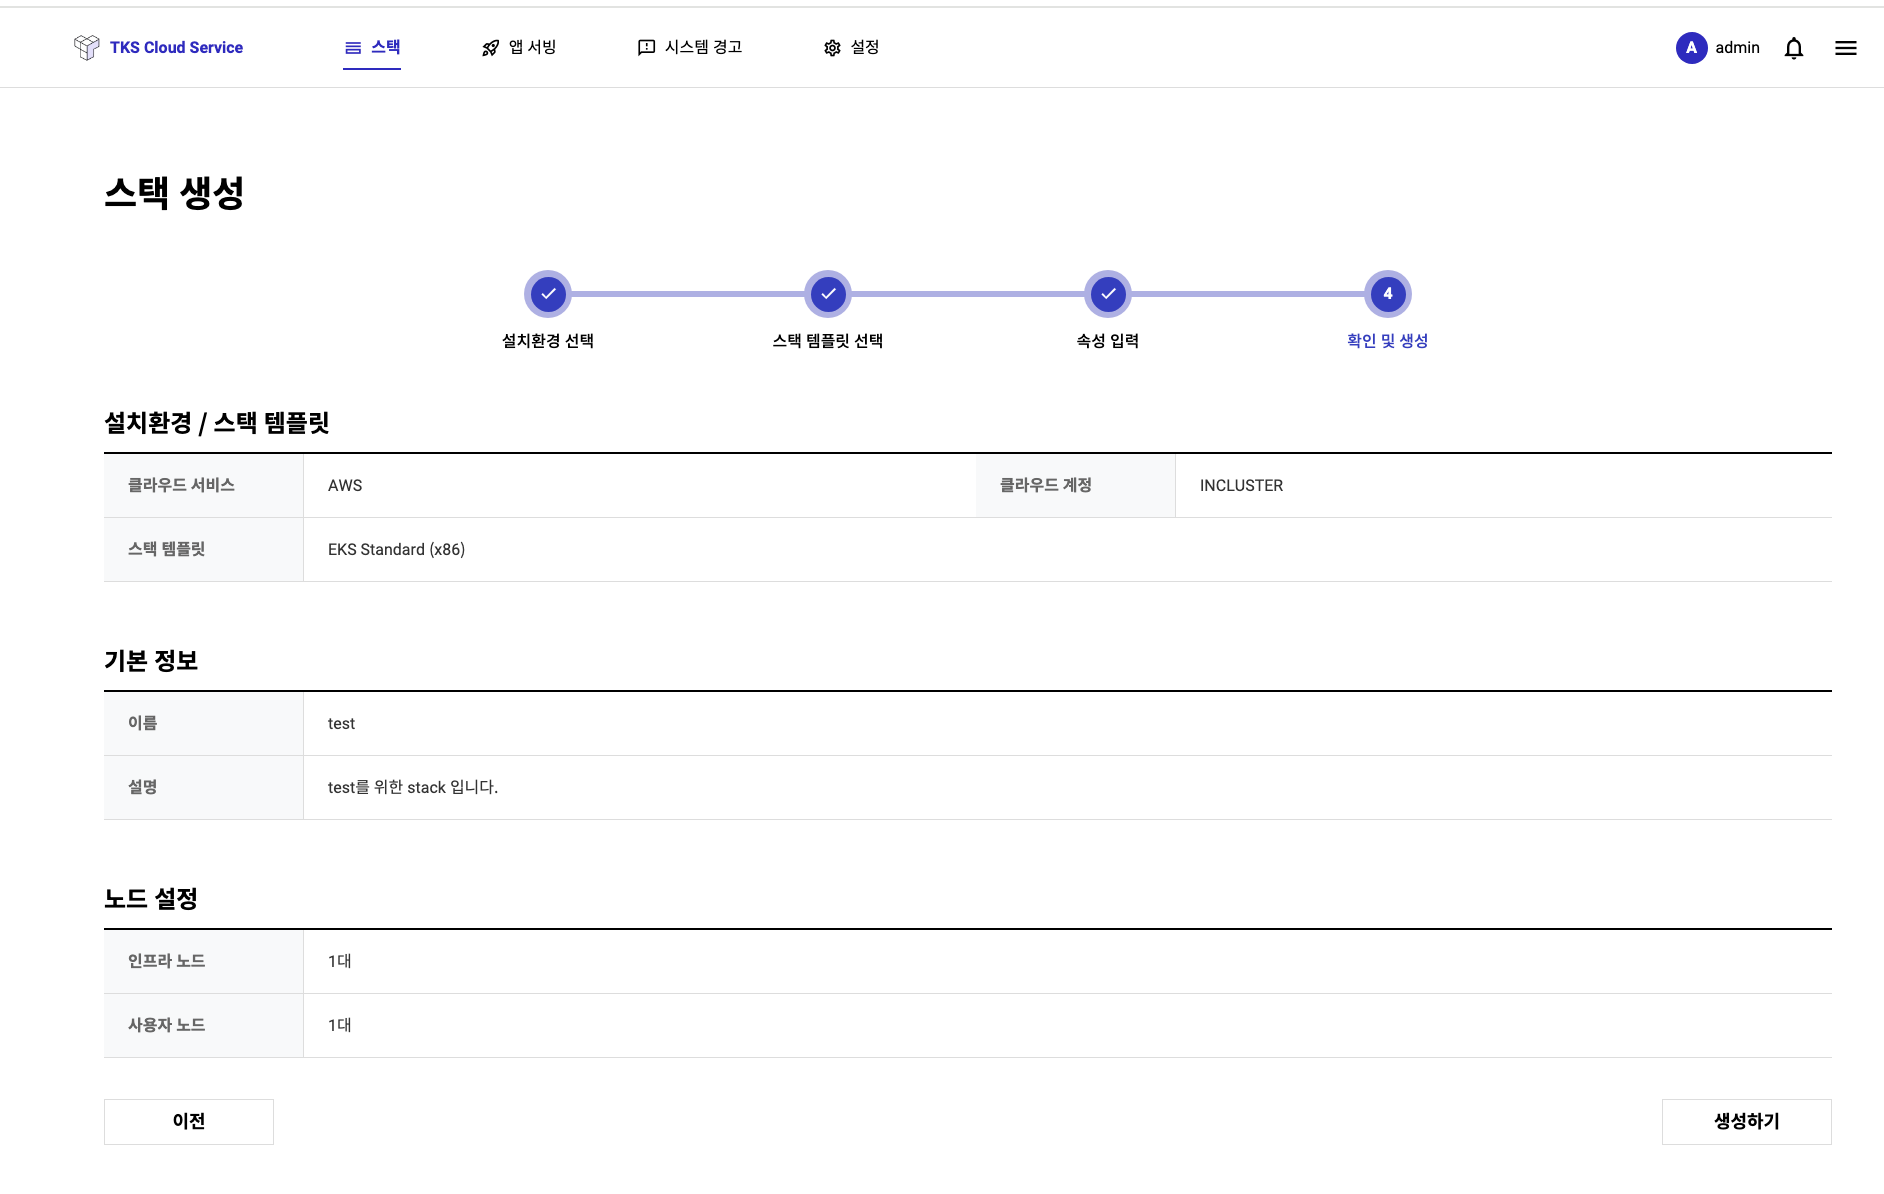 TKS Cloud Service 스택 앱 서빙 시스템 경고 설정 A admin
스택 생성
4
설치환경 선택 스택 템플릿 선택 속성 입력 확인 및 생성
설치환경 / 스택 템플릿
클라우드 서비스 AWS 클라우드 계정 INCLUSTER
스택 템플릿 EKS Standard (x86)
기본 정보
이름 test
설명 test를 위한 stack 입니다.
노드 설정
인프라 노드 1대
사용자 노드 1대
이전 생성하기